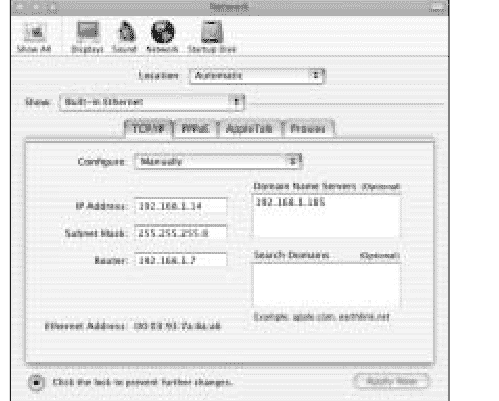 Network
Show All Displays Sound Network Startup Disk
Location: Automatic
Show: Built-in Ethernet
TCP/IP PPPoE AppleTalk Proxies
Configure: Manually
Domain Name Servers (Optional)
IP Address: 192.168.1.14
192.168.1.185
Subnet Mask: 255.255.255.0
Router: 192.168.1.7
Search Domains (Optional)
Example: apple.com, earthlink.net
Ethernet Address:
Click the lock to prevent further changes.
Apply Now